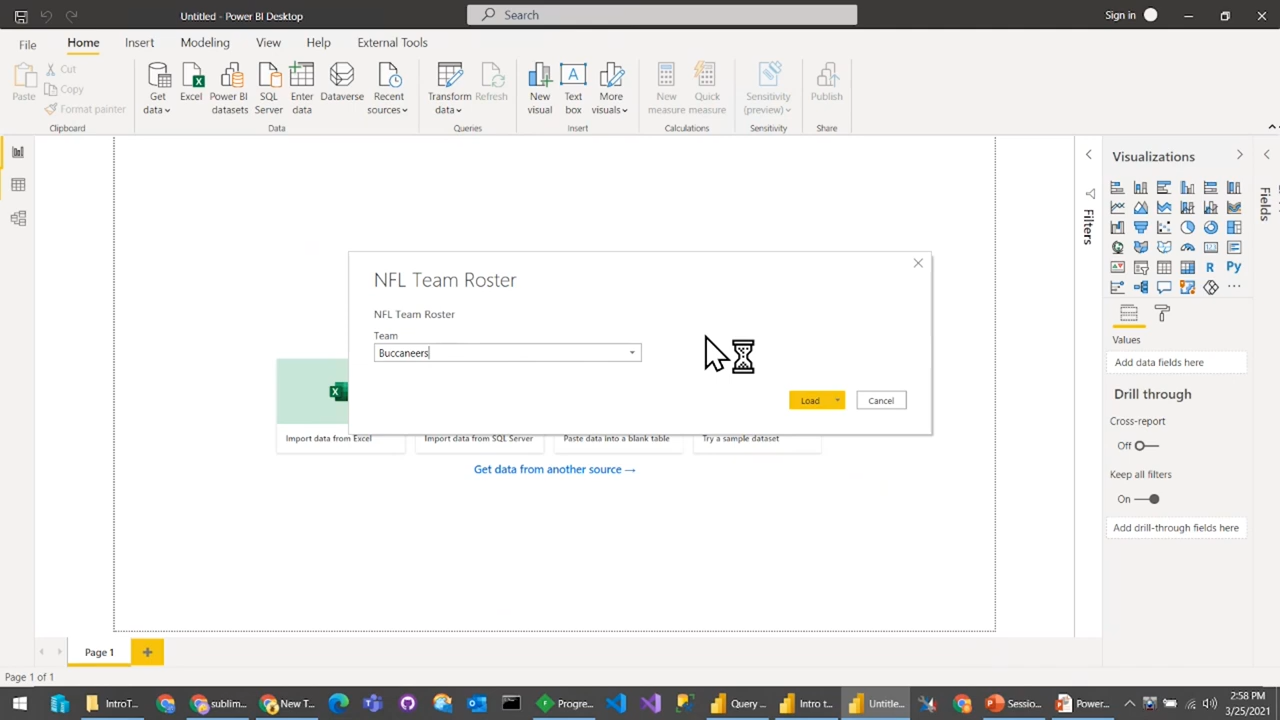 Untitled - Power BI Desktop
Search
Sign in
File
Home
Insert
Modeling
View
Help
External Tools
Paste
Cut
Copy
Format painter
Clipboard
Get data
Excel
Power BI datasets
SQL Server
Enter data
Dataverse
Recent sources
Data
Transform data
Refresh
Queries
New visual
A
Text box
More visuals
Insert
New measure
Quick measure
Calculations
Sensitivity (preview)
Sensitivity
Publish
Share
Filters
Visualizations
Fields
R
Py
Values
Add data fields here
Drill through
Cross-report
Off
Keep all filters
On
Add drill-through fields here
NFL Team Roster
NFL Team Roster
Team
Buccaneers
Load
Cancel
Import data from Excel
Import data from SQL Server
Paste data into a blank table
Try a sample dataset
Get data from another source →
Page 1
Page 1 of 1
IntroT...
sublim...
New T...
Progre...
Query ...
Intro t...
Untitle...
Sessio...
Power...
2:58 PM
3/25/2021